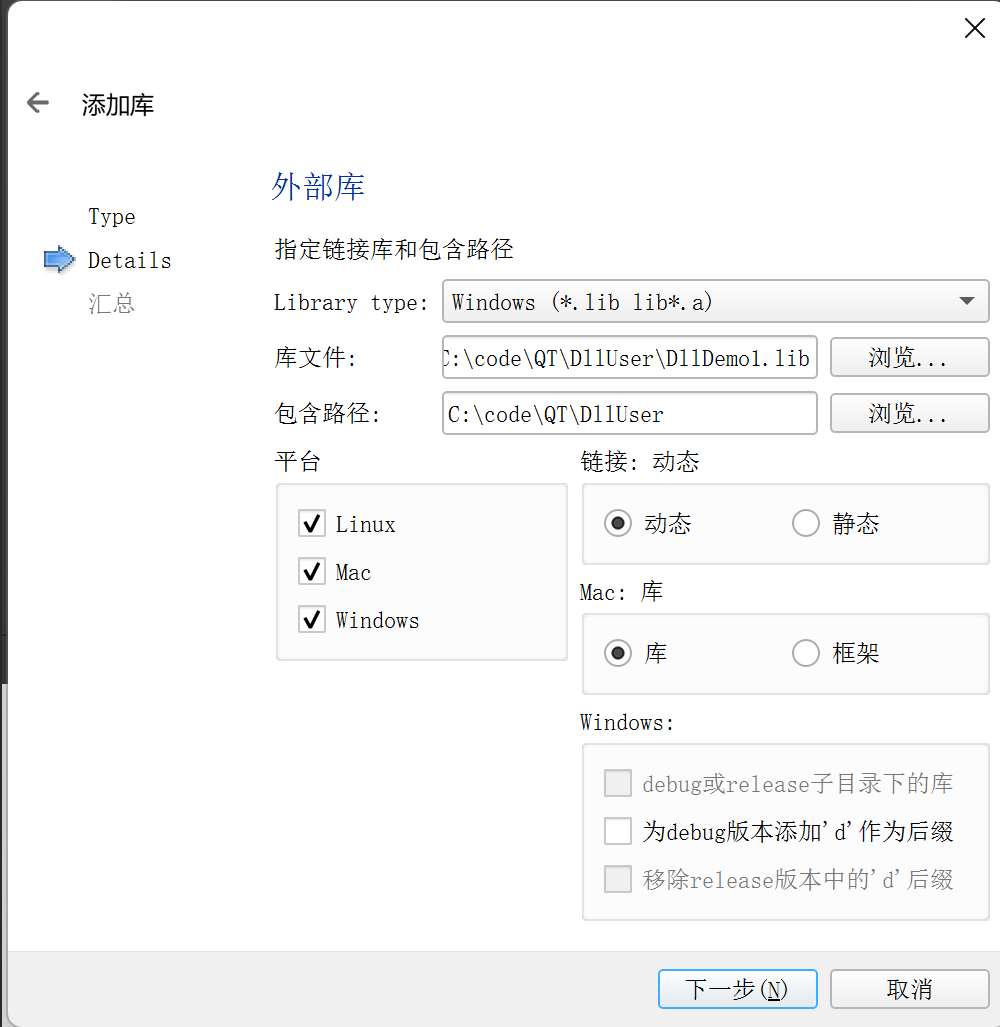 添加库
Type
Details
汇总
外部库
指定链接库和包含路径
Library type: Windows (*.lib lib*.a)
库文件: C:\code\QT\DllUser\DllDemo1.lib 浏览...
包含路径: C:\code\QT\DllUser 浏览...
平台
Linux
Mac
Windows
链接: 动态
动态 静态
Mac: 库
库 框架
Windows:
debug或release子目录下的库
为debug版本添加'd'作为后缀
移除release版本中的'd'后缀
下一步(N) 取消